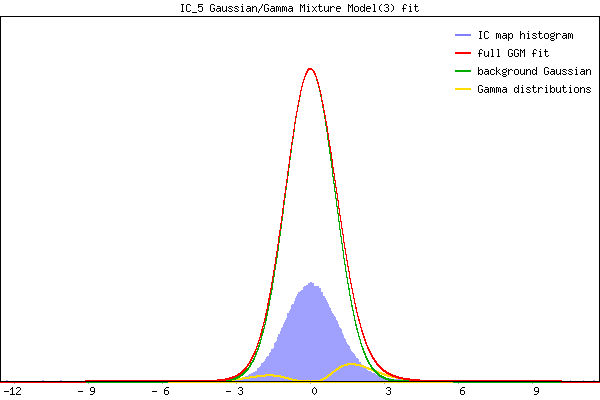 IC_5 Gaussian/Gamma Mixture Model(3) fit
IC map histogram
full GGM fit
background Gaussian
Gamma distributions
-12 -9 -6 -3 0 3 6 9